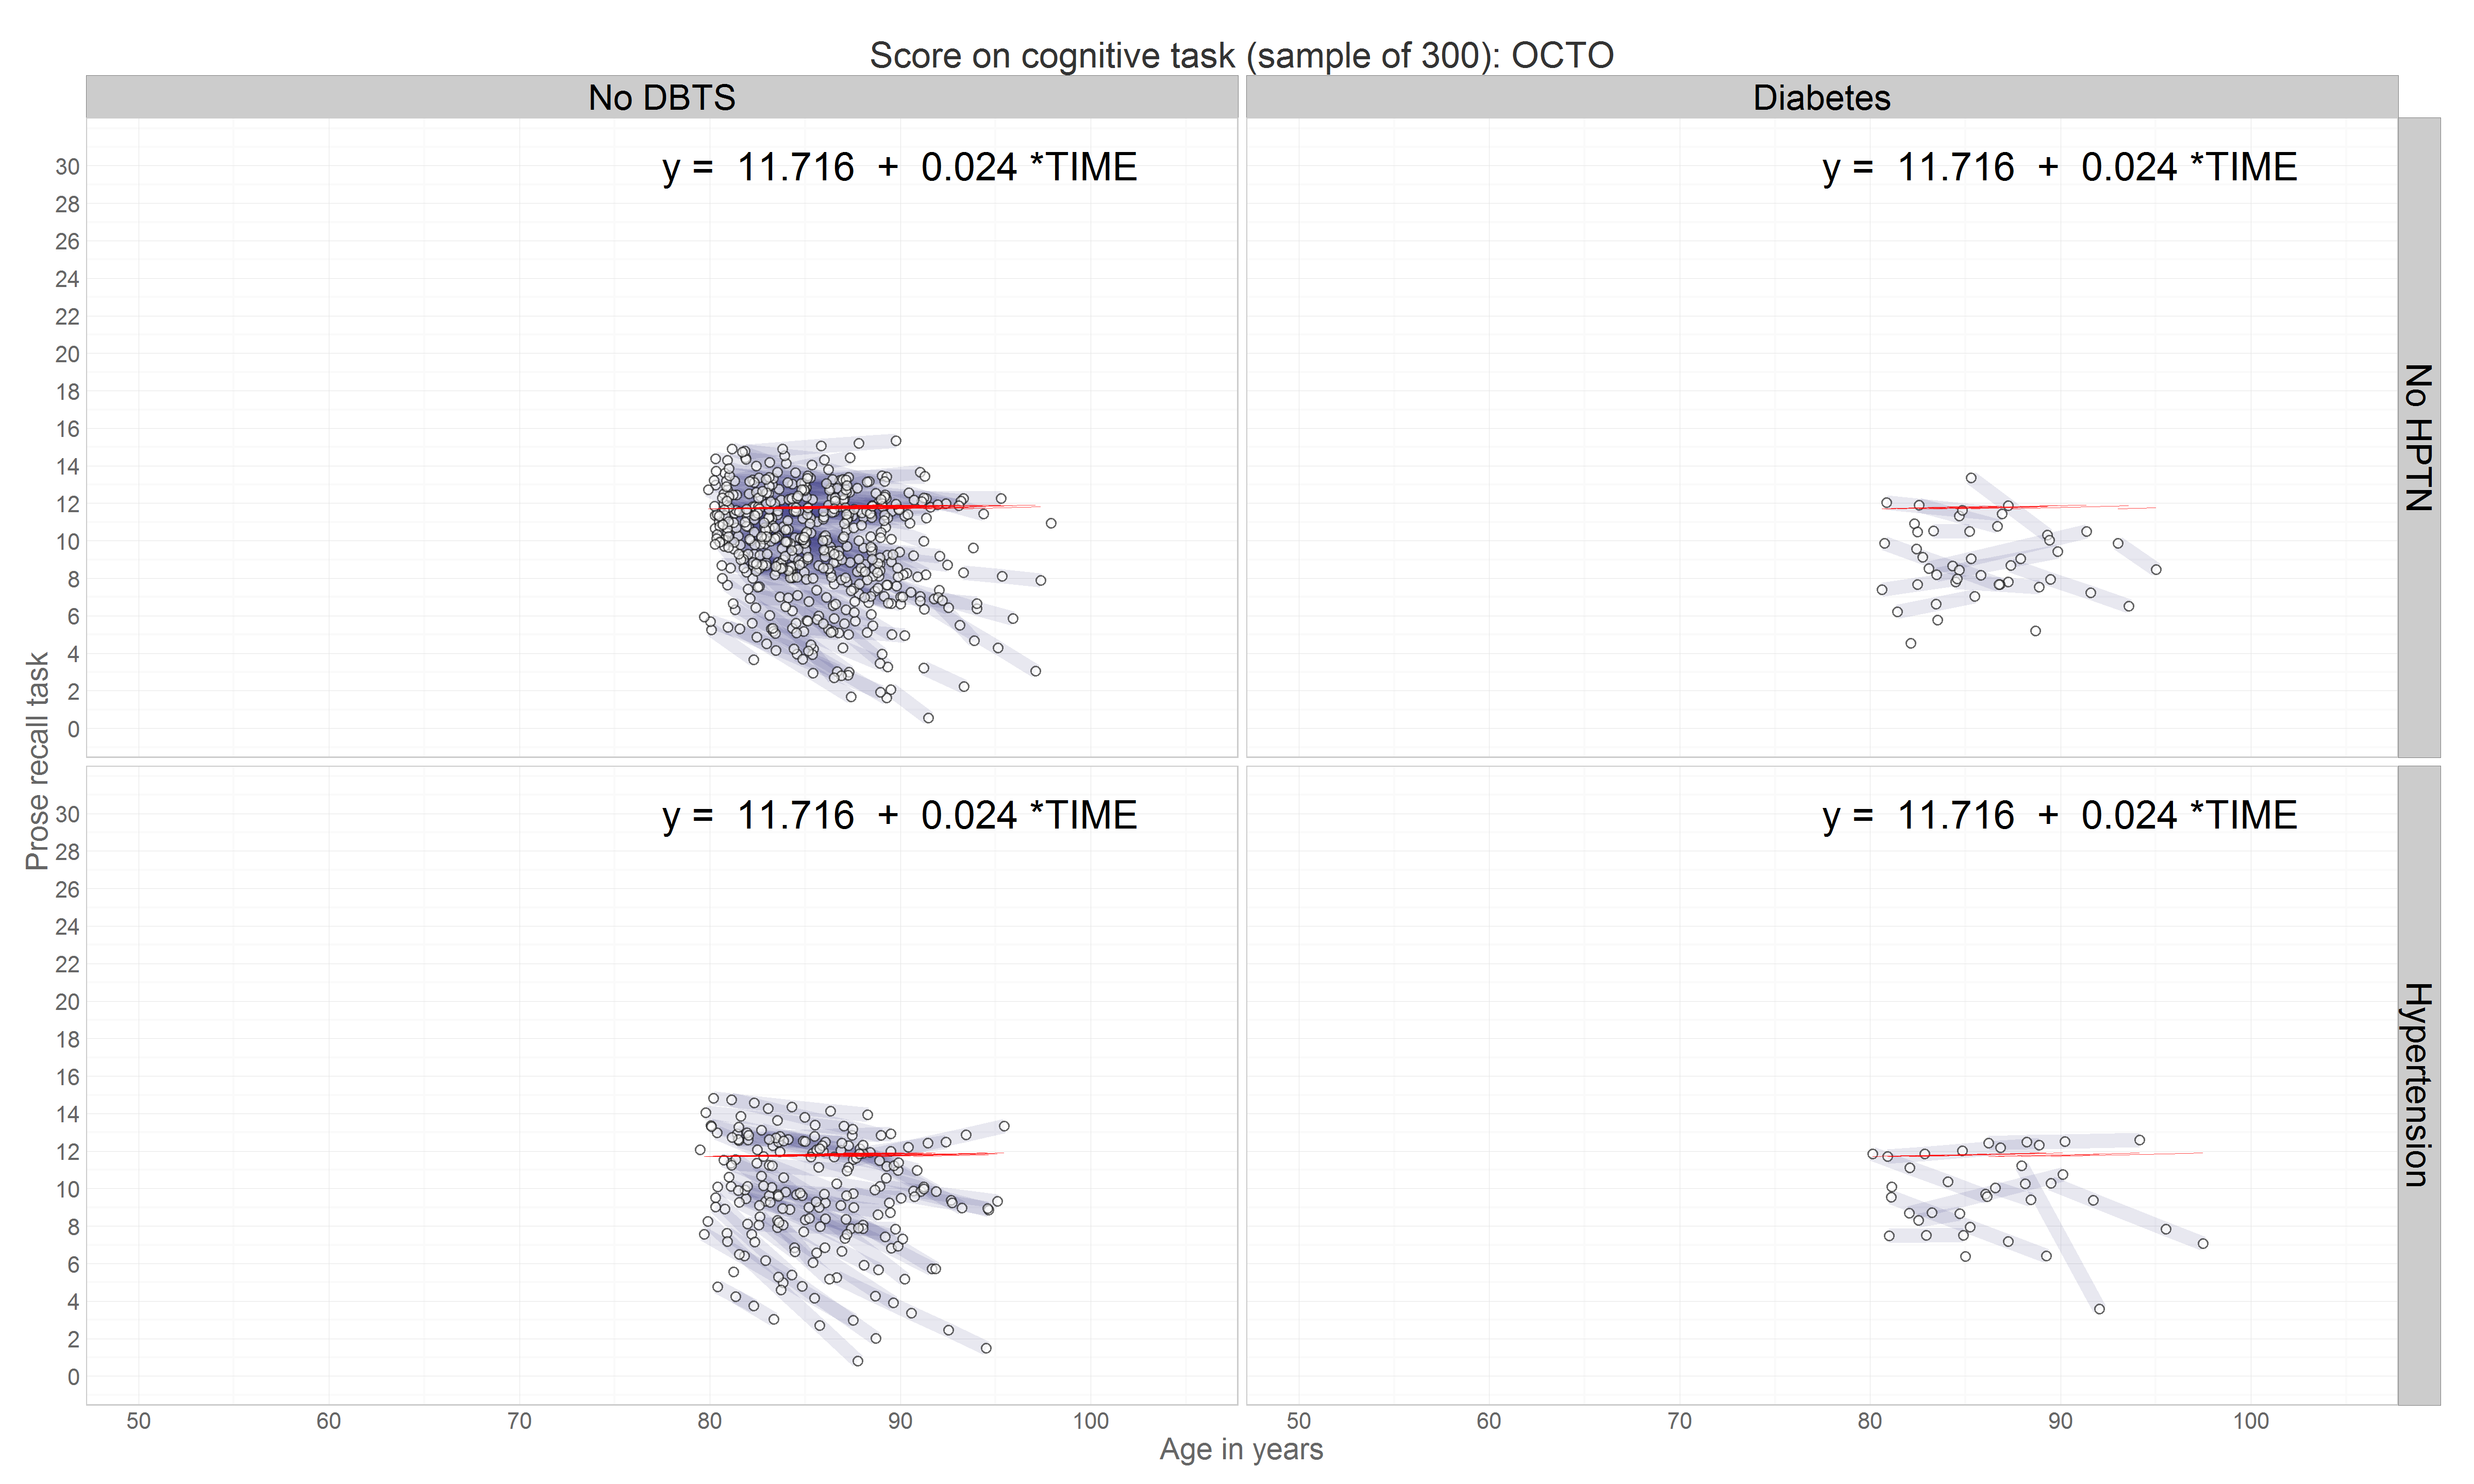 Score on cognitive task (sample of 300): OCTO
No DBTS
Diabetes
y = 11.716 + 0.024 *TIME
y = 11.716 + 0.024 *TIME
30
28
26
24
22
20
18
16
14
12
10
8
6
4
2
0
No HPTN
Prose recall task
y = 11.716 + 0.024 *TIME
y = 11.716 + 0.024 *TIME
30
28
26
24
22
20
18
16
14
12
10
8
6
4
2
0
Hypertension
50 60 70 80 90 100
50 60 70 80 90 100
Age in years